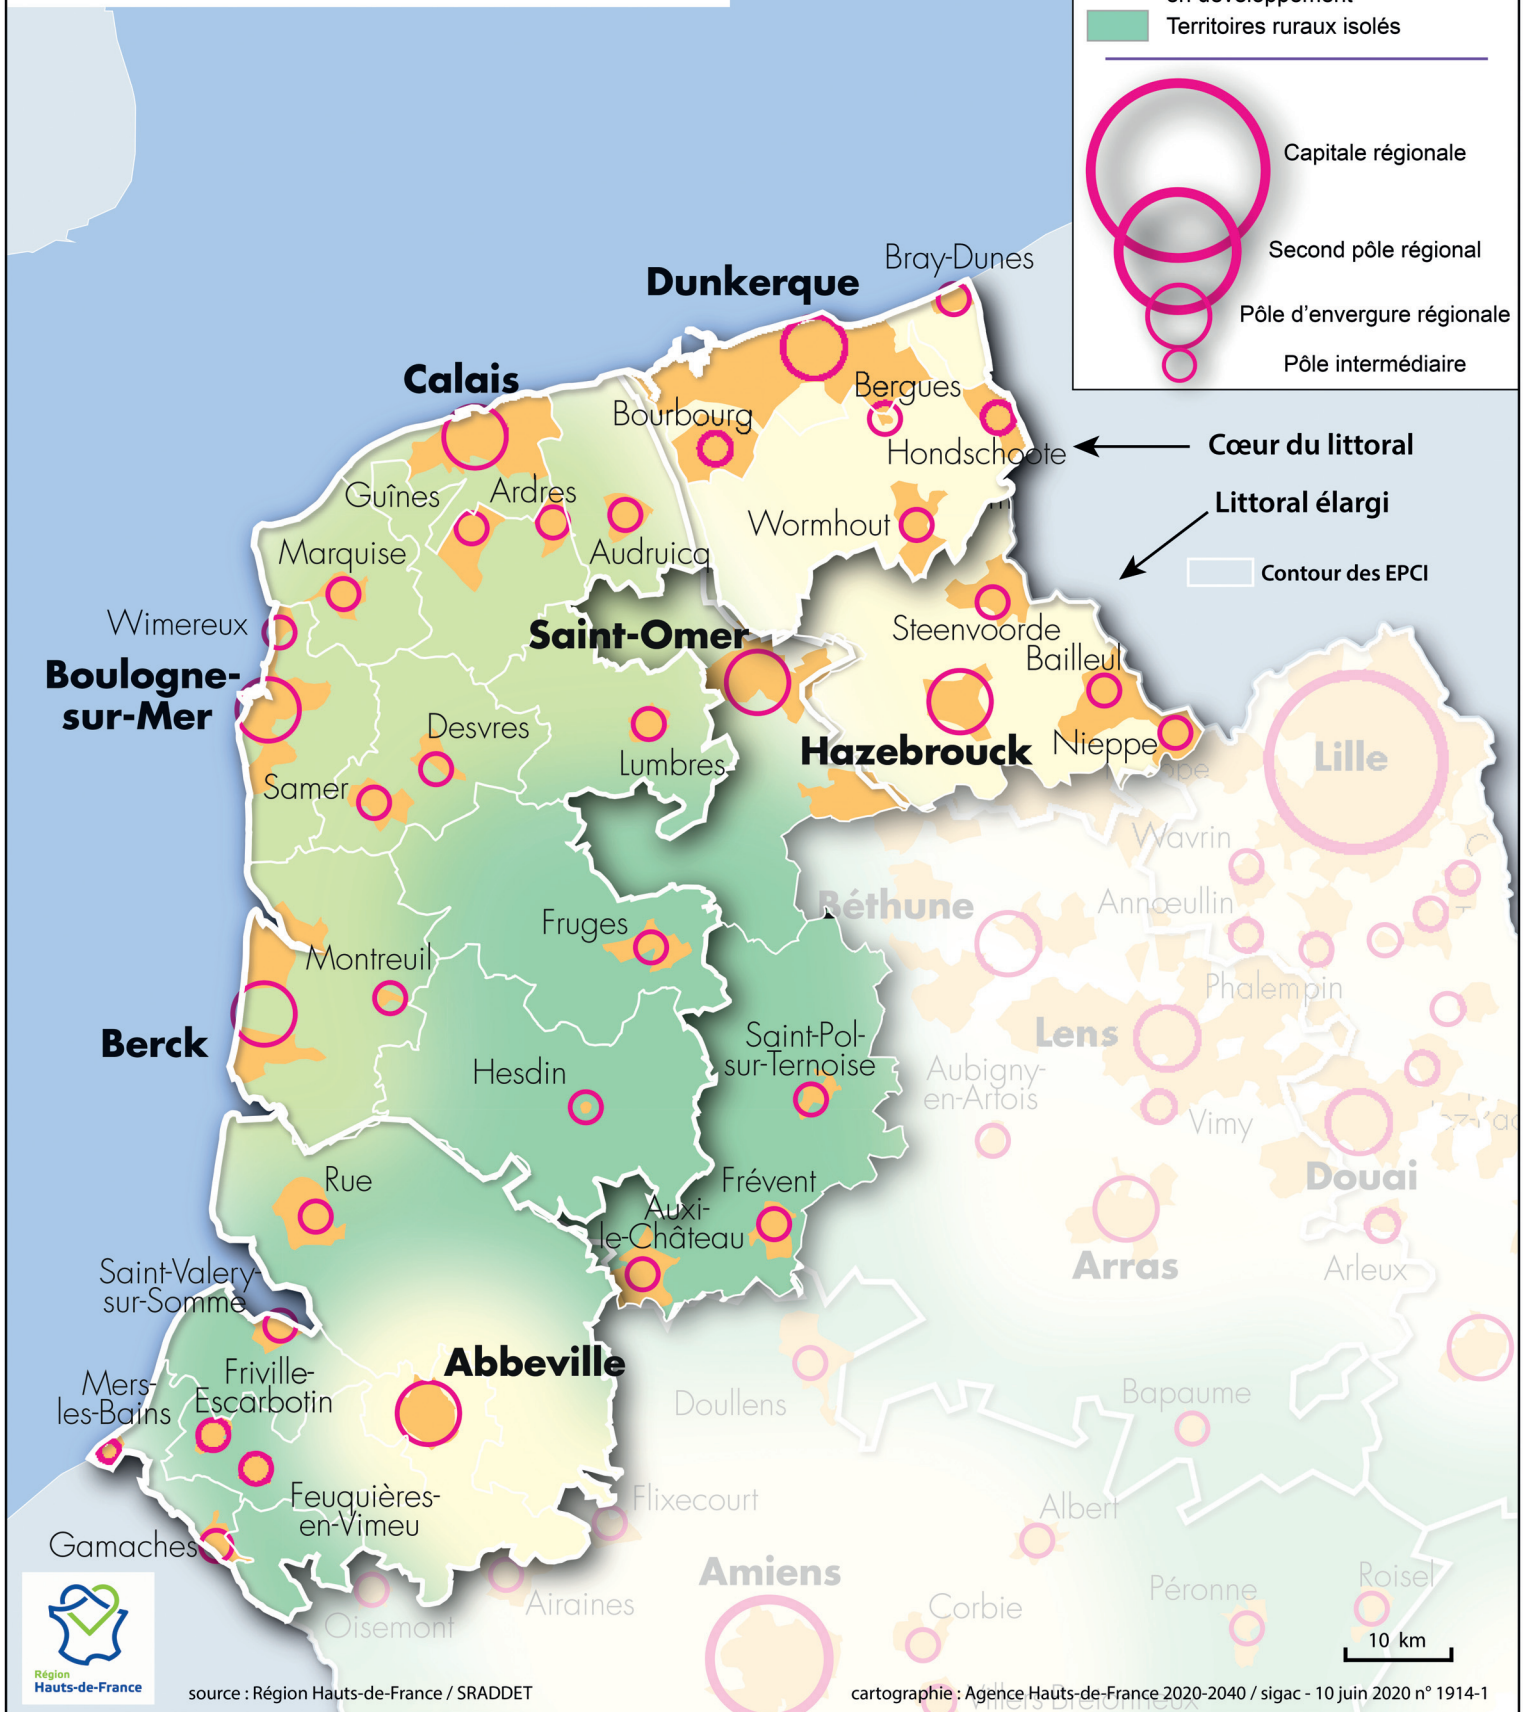 Territoires ruraux isolés
Capitale régionale
Second pôle régional
Pôle d'envergure régionale
Pôle intermédiaire
Bray-Dunes
Dunkerque
Calais
Bergues
Bourbourg
Hondschoote
Cœur du littoral
Guînes
Ardres
Littoral élargi
Wormhout
Marquise
Audruicq
Contour des EPCI
Wimereux
Saint-Omer
Steenvoorde
Bailleul
Boulogne-
sur-Mer
Desvres
Nieppe
Hazebrouck
Lille
Lumbres
Samer
Wavrin
Béthune
Annœullin
Fruges
Montreuil
Phalempin
Berck
Lens
Saint-Pol-
sur-Ternoise
Hesdin
Aubigny-
en-Artois
Vimy
Douai
Rue
Frévent
Auxi-
le-Château
Arras
Arleux
Saint-Valery-
sur-Somme
Abbeville
Friville-
Escarbotin
Mers-
les-Bains
Doullens
Bapaume
Feuquières-
en-Vimeu
Flixecourt
Albert
Gamaches
Amiens
Péronne
Roisel
Airaines
Corbie
Oisemont
10 km
Région
Hauts-de-France
source : Région Hauts-de-France / SRADDET
cartographie : Agence Hauts-de-France 2020-2040 / sigac - 10 juin 2020 n° 1914-1
Villers Bretonneux